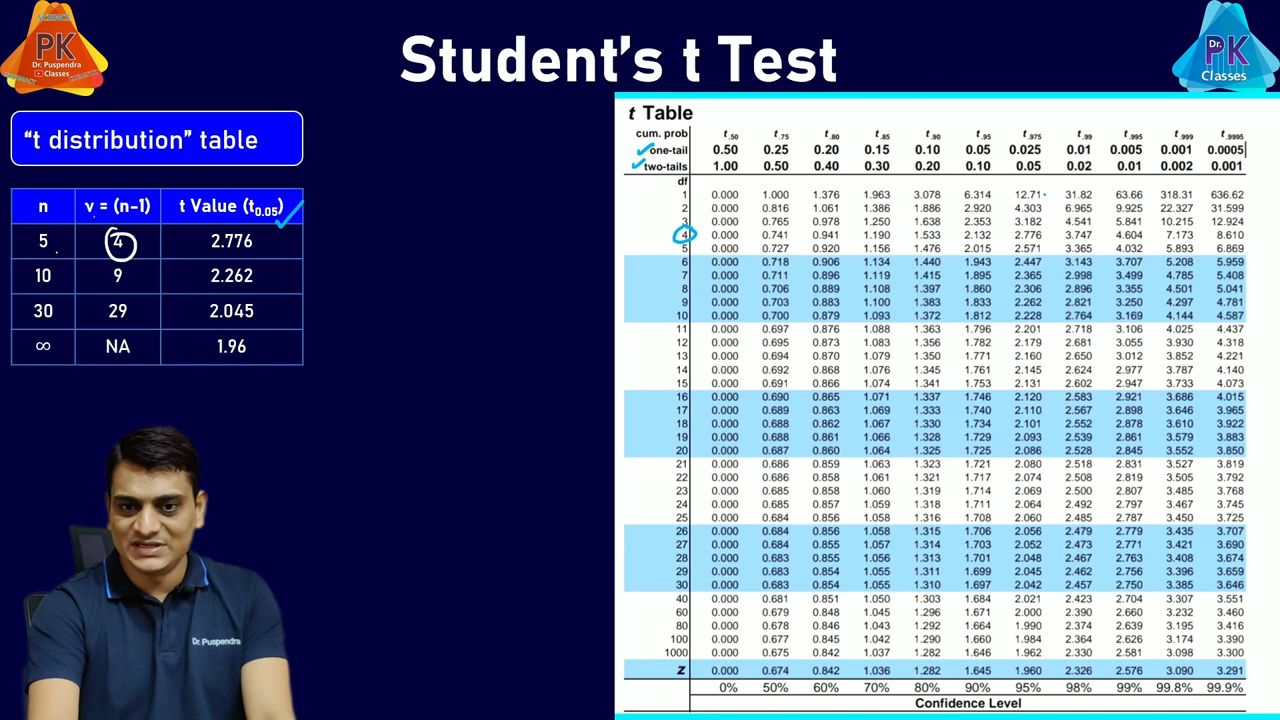 SCIENCE
PK
Dr. Puspendra
Classes
Student's t Test
Dr.
PK
Classes
"t distribution" table
n v = (n-1) t Value (t0.05)
5 4 2.776
10 9 2.262
30 29 2.045
∞ NA 1.96
Dr. Puspendra
t Table
cum. prob t.50 t.75 t.80 t.85 t.90 t.95 t.975 t.99 t.995 t.999 t.9995
one-tail 0.50 0.25 0.20 0.15 0.10 0.05 0.025 0.01 0.005 0.001 0.0005
two-tails 1.00 0.50 0.40 0.30 0.20 0.10 0.05 0.02 0.01 0.002 0.001
df
1 0.000 1.000 1.376 1.963 3.078 6.314 12.71 31.82 63.66 318.31 636.62
2 0.000 0.816 1.061 1.386 1.886 2.920 4.303 6.965 9.925 22.327 31.599
3 0.000 0.765 0.978 1.250 1.638 2.353 3.182 4.541 5.841 10.215 12.924
4 0.000 0.741 0.941 1.190 1.533 2.132 2.776 3.747 4.604 7.173 8.610
5 0.000 0.727 0.920 1.156 1.476 2.015 2.571 3.365 4.032 5.893 6.869
6 0.000 0.718 0.906 1.134 1.440 1.943 2.447 3.143 3.707 5.208 5.959
7 0.000 0.711 0.896 1.119 1.415 1.895 2.365 2.998 3.499 4.785 5.408
8 0.000 0.706 0.889 1.108 1.397 1.860 2.306 2.896 3.355 4.501 5.041
9 0.000 0.703 0.883 1.100 1.383 1.833 2.262 2.821 3.250 4.297 4.781
10 0.000 0.700 0.879 1.093 1.372 1.812 2.228 2.764 3.169 4.144 4.587
11 0.000 0.697 0.876 1.088 1.363 1.796 2.201 2.718 3.106 4.025 4.437
12 0.000 0.695 0.873 1.083 1.356 1.782 2.179 2.681 3.055 3.930 4.318
13 0.000 0.694 0.870 1.079 1.350 1.771 2.160 2.650 3.012 3.852 4.221
14 0.000 0.692 0.868 1.076 1.345 1.761 2.145 2.624 2.977 3.787 4.140
15 0.000 0.691 0.866 1.074 1.341 1.753 2.131 2.602 2.947 3.733 4.073
16 0.000 0.690 0.865 1.071 1.337 1.746 2.120 2.583 2.921 3.686 4.015
17 0.000 0.689 0.863 1.069 1.333 1.740 2.110 2.567 2.898 3.646 3.965
18 0.000 0.688 0.862 1.067 1.330 1.734 2.101 2.552 2.878 3.610 3.922
19 0.000 0.688 0.861 1.066 1.328 1.729 2.093 2.539 2.861 3.579 3.883
20 0.000 0.687 0.860 1.064 1.325 1.725 2.086 2.528 2.845 3.552 3.850
21 0.000 0.686 0.859 1.063 1.323 1.721 2.080 2.518 2.831 3.527 3.819
22 0.000 0.686 0.858 1.061 1.321 1.717 2.074 2.508 2.819 3.505 3.792
23 0.000 0.685 0.858 1.060 1.319 1.714 2.069 2.500 2.807 3.485 3.768
24 0.000 0.685 0.857 1.059 1.318 1.711 2.064 2.492 2.797 3.467 3.745
25 0.000 0.684 0.856 1.058 1.316 1.708 2.060 2.485 2.787 3.450 3.725
26 0.000 0.684 0.856 1.058 1.315 1.706 2.056 2.479 2.779 3.435 3.707
27 0.000 0.684 0.855 1.057 1.314 1.703 2.052 2.473 2.771 3.421 3.690
28 0.000 0.683 0.855 1.056 1.313 1.701 2.048 2.467 2.763 3.408 3.674
29 0.000 0.683 0.854 1.055 1.311 1.699 2.045 2.462 2.756 3.396 3.659
30 0.000 0.683 0.854 1.055 1.310 1.697 2.042 2.457 2.750 3.385 3.646
40 0.000 0.681 0.851 1.050 1.303 1.684 2.021 2.423 2.704 3.307 3.551
60 0.000 0.679 0.848 1.045 1.296 1.671 2.000 2.390 2.660 3.232 3.460
80 0.000 0.678 0.846 1.043 1.292 1.664 1.990 2.374 2.639 3.195 3.416
100 0.000 0.677 0.845 1.042 1.290 1.660 1.984 2.364 2.626 3.174 3.390
1000 0.000 0.675 0.842 1.037 1.282 1.646 1.962 2.330 2.581 3.098 3.300
Z 0.000 0.674 0.842 1.036 1.282 1.645 1.960 2.326 2.576 3.090 3.291
0% 50% 60% 70% 80% 90% 95% 98% 99% 99.8% 99.9%
Confidence Level